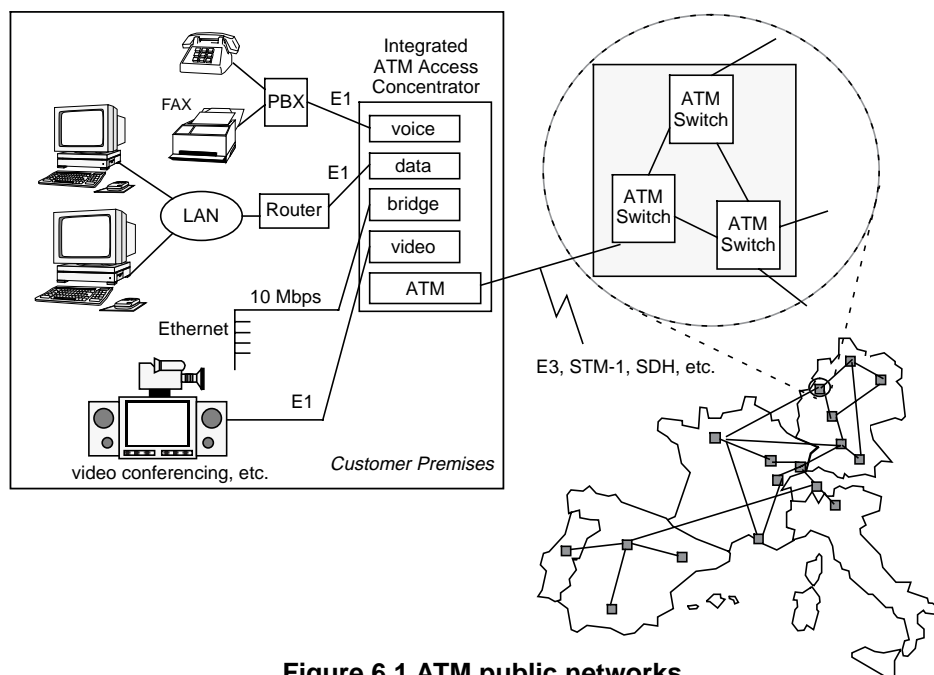 Integrated
ATM Access
Concentrator
PBX
E1
FAX
voice
E1
data
LAN
Router
bridge
video
ATM
10 Mbps
Ethernet
E1
video conferencing, etc.
Customer Premises
ATM
Switch
ATM
Switch
ATM
Switch
E3, STM-1, SDH, etc.
Figure 6.1 ATM public networks